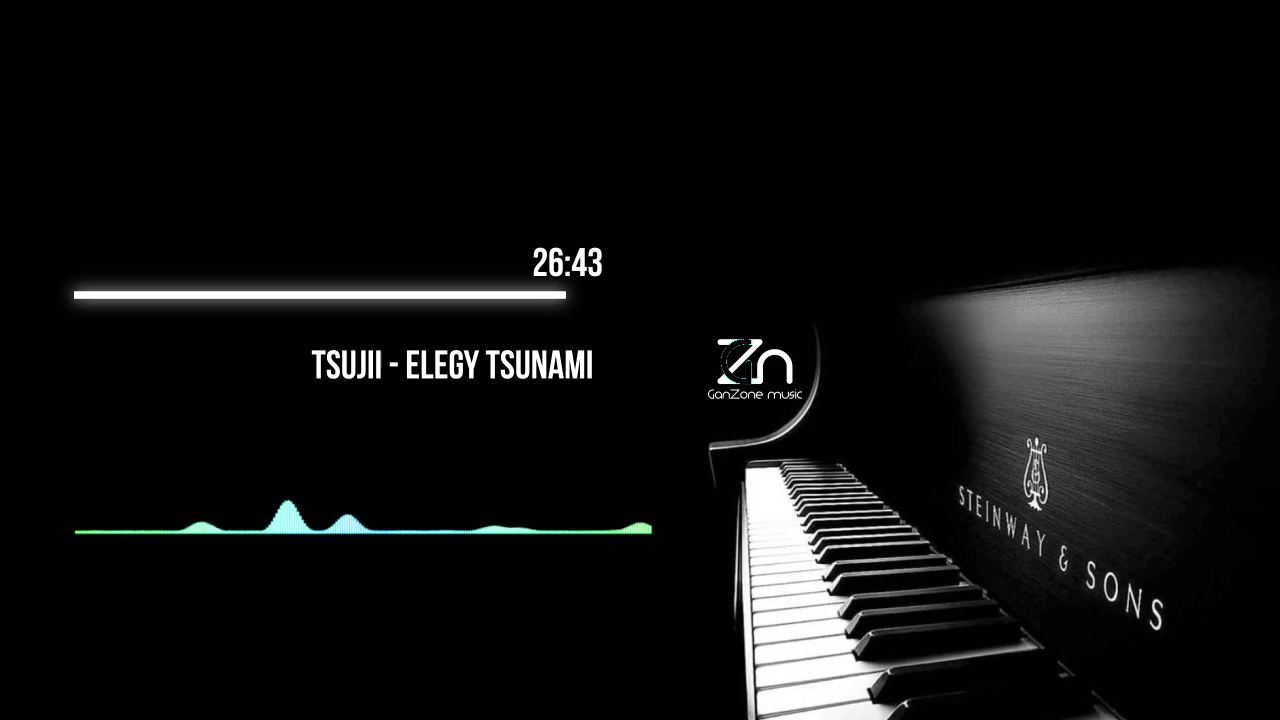 26:43
TSUJII - ELEGY TSUNAMI
Zn
GanZone music
STEINWAY & SONS